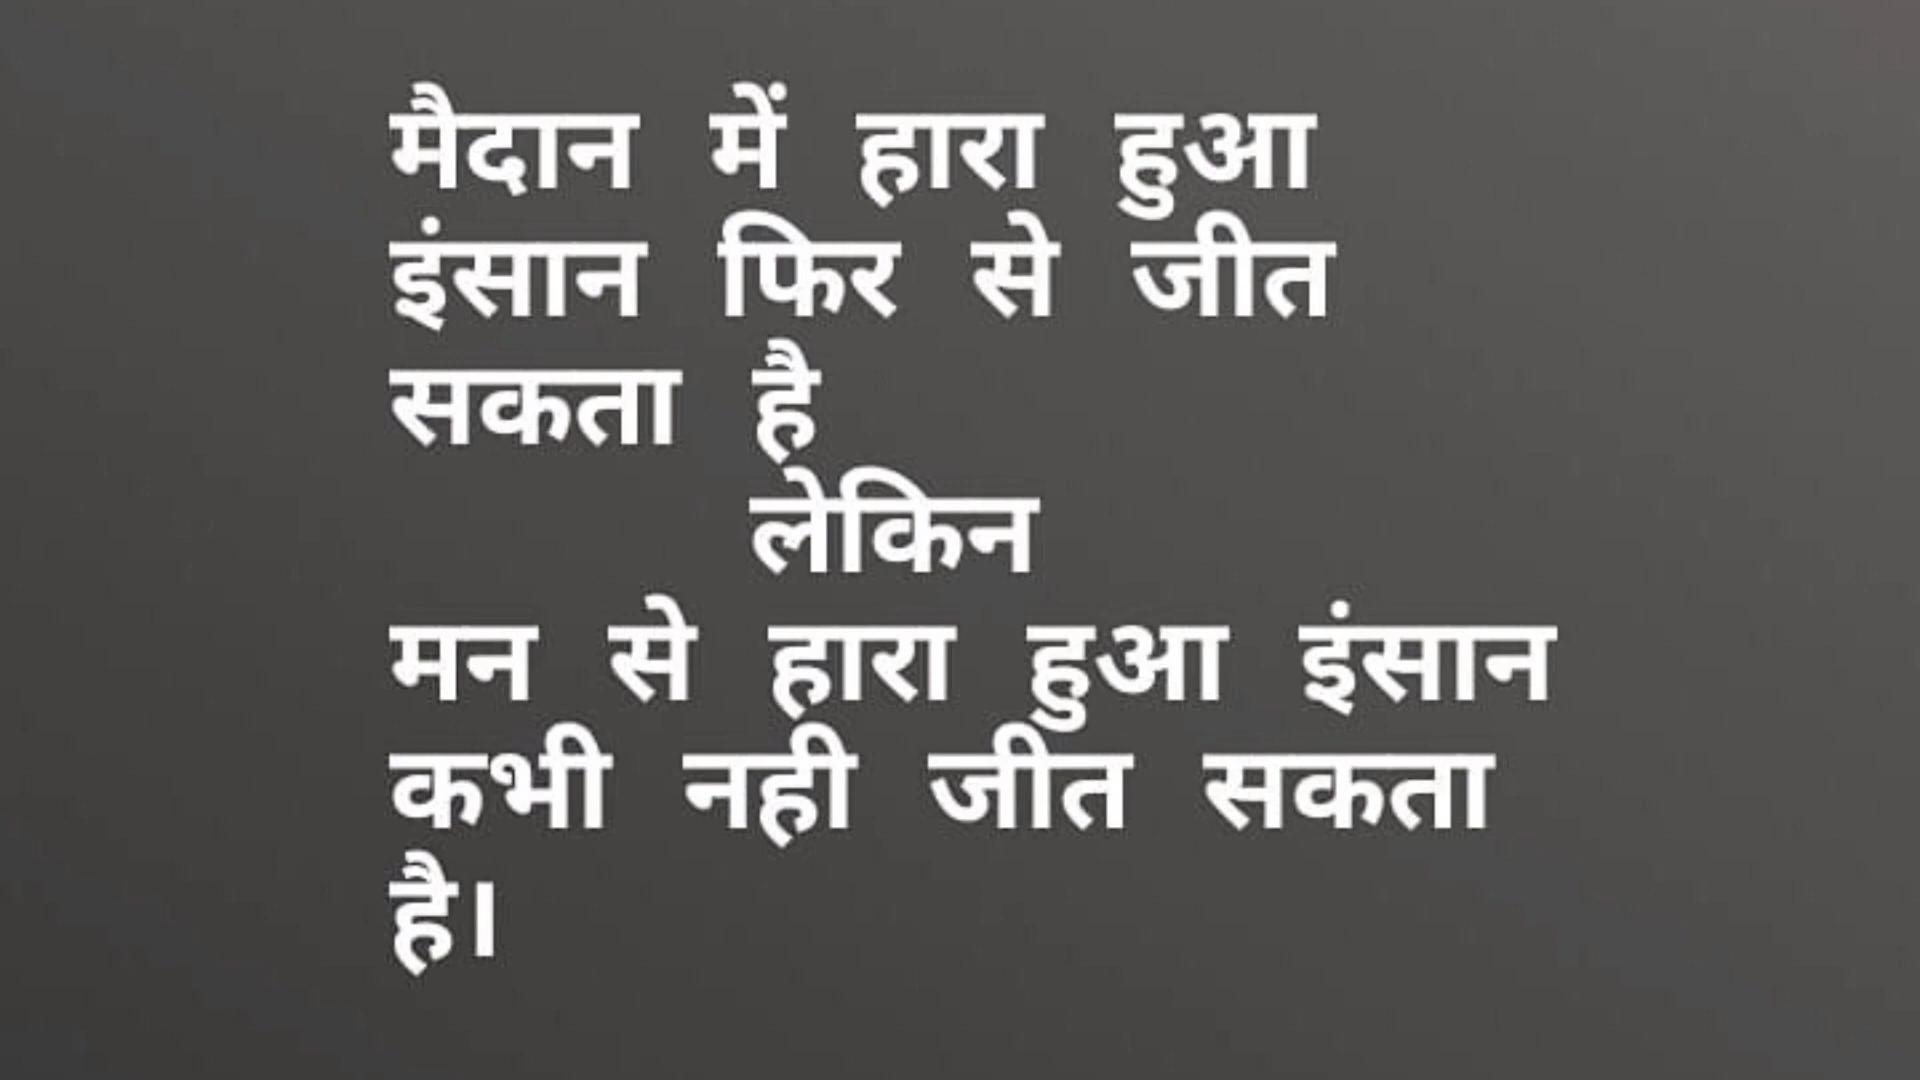 मैदान में हारा हुआ
इंसान फिर से जीत
सकता है
लेकिन
मन से हारा हुआ इंसान
कभी नही जीत सकता
है।